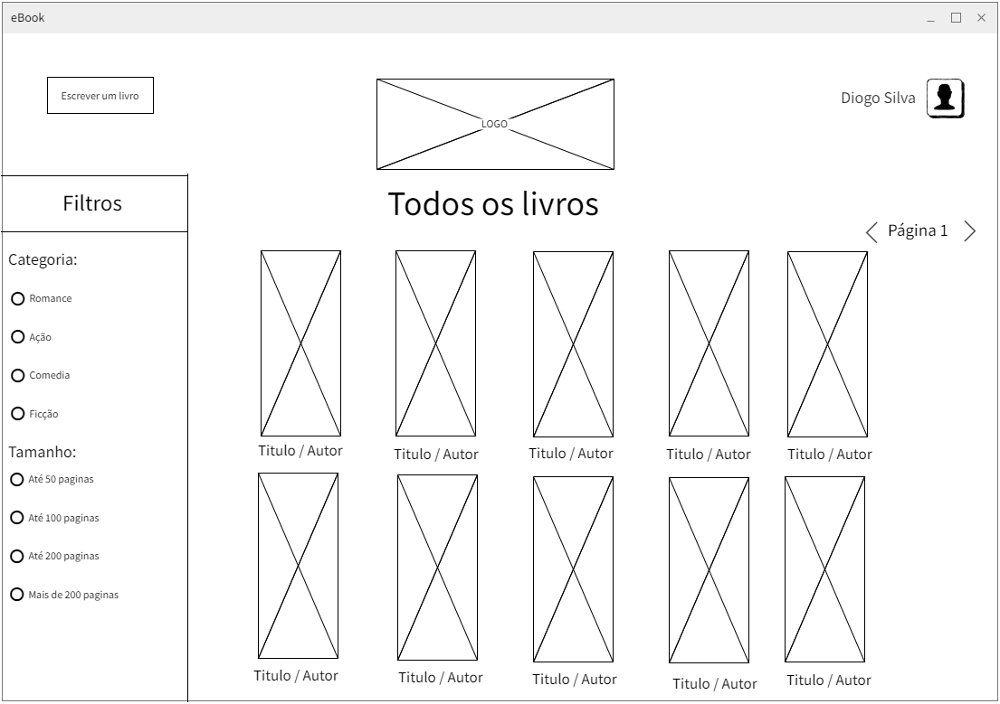 eBook
Escrever um livro
LOGO
Diogo Silva
Filtros
Todos os livros
Página 1
Categoria:
Romance
Ação
Comedia
Ficção
Tamanho:
Até 50 paginas
Até 100 paginas
Até 200 paginas
Mais de 200 paginas
Titulo / Autor
Titulo / Autor
Titulo / Autor
Titulo / Autor
Titulo / Autor
Titulo / Autor
Titulo / Autor
Titulo / Autor
Titulo / Autor
Titulo / Autor